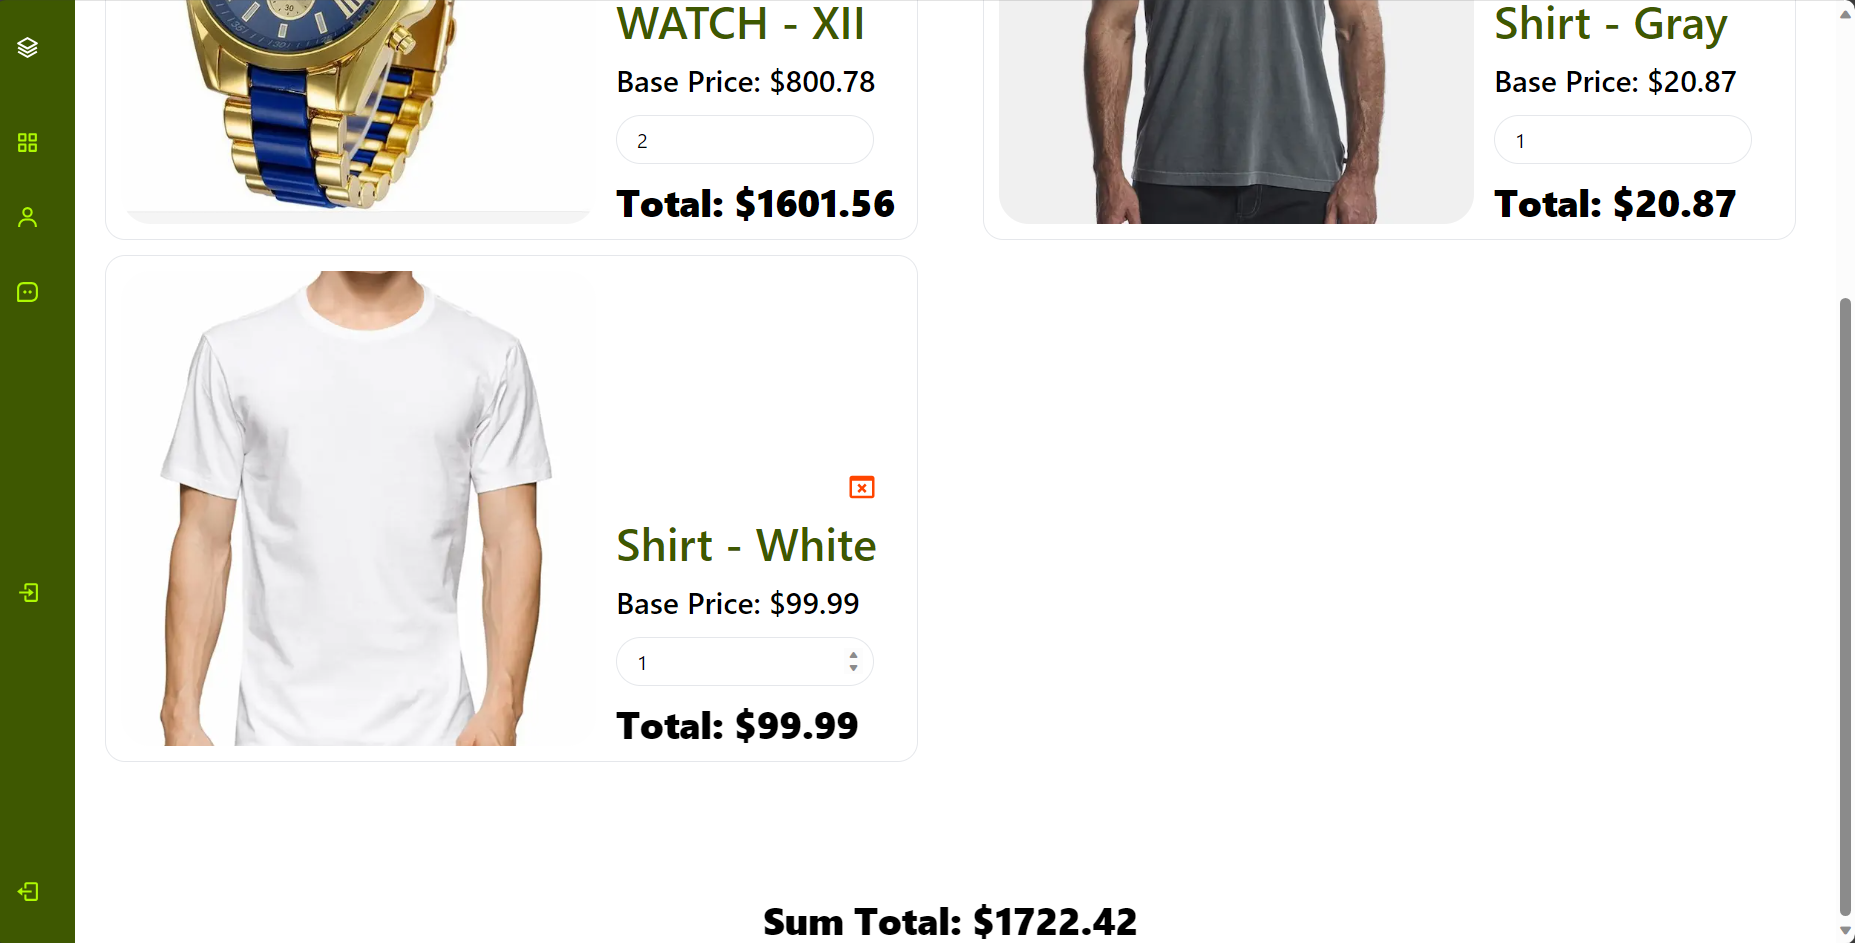 WATCH - XII
Base Price: $800.78
2
Total: $1601.56
Shirt - Gray
Base Price: $20.87
1
Total: $20.87
Shirt - White
Base Price: $99.99
1
Total: $99.99
Sum Total: $1722.42
30